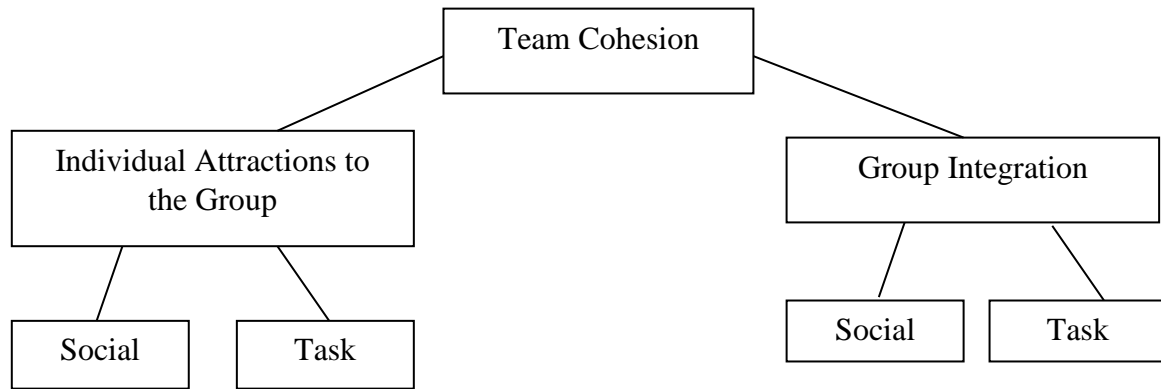 Team Cohesion
Individual Attractions to
the Group
Group Integration
Social
Task
Social
Task